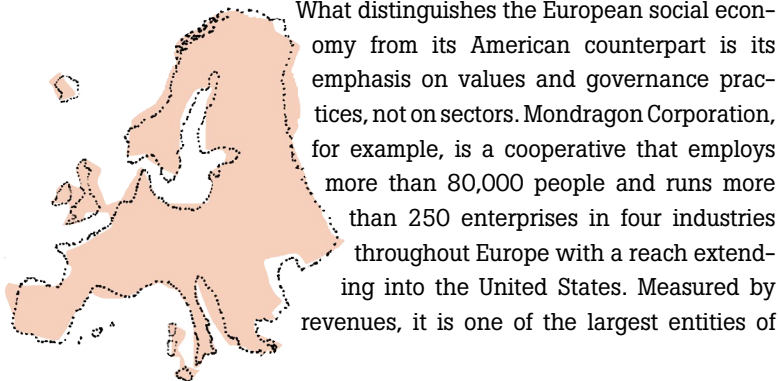 What distinguishes the European social econ-
omy from its American counterpart is its
emphasis on values and governance prac-
tices, not on sectors. Mondragon Corporation,
for example, is a cooperative that employs
more than 80,000 people and runs more
than 250 enterprises in four industries
throughout Europe with a reach extend-
ing into the United States. Measured by
revenues, it is one of the largest entities of